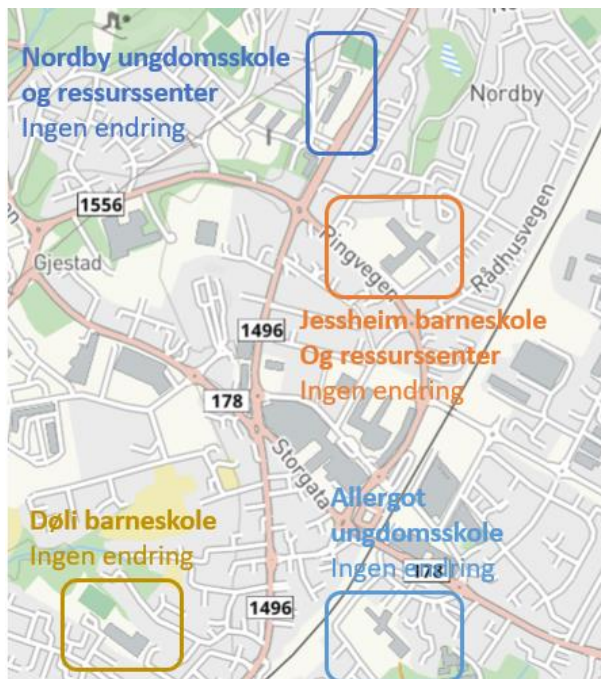 Nordby ungdomsskole
og ressurssenter
Ingen endring
Nordby
1556
Gjestad
Ringvegen
Rådhusvegen
Jessheim barneskole
Og ressurssenter
Ingen endring
1496
178
Storgata
Døli barneskole
Ingen endring
Allergot
ungdomsskole
Ingen endring
178
1496